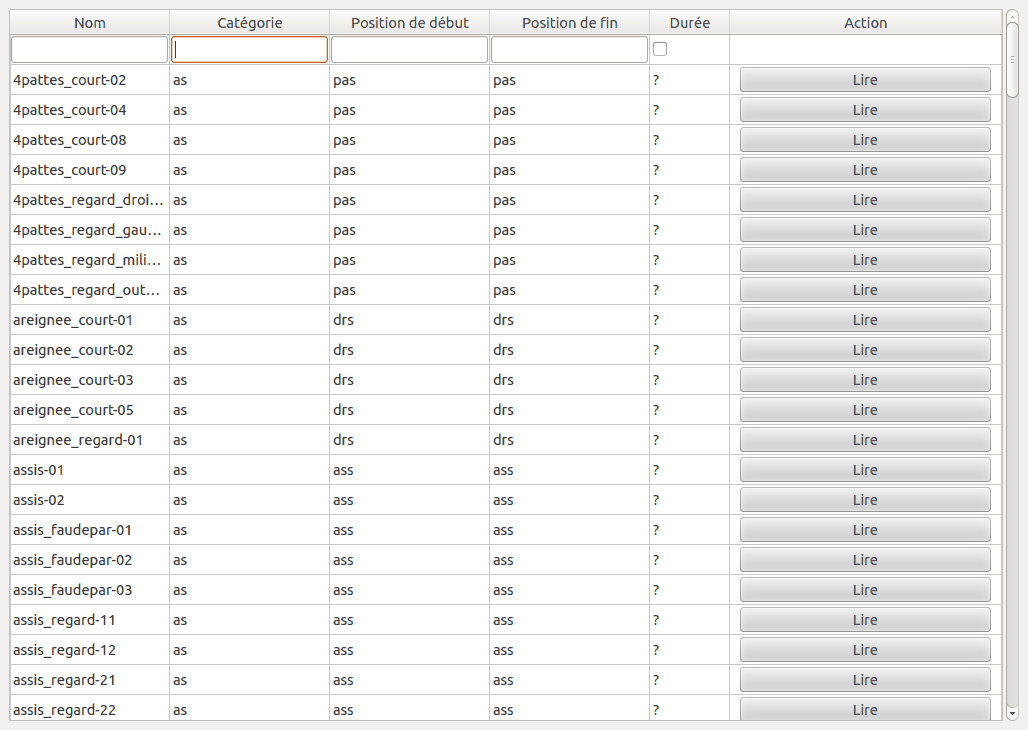 Nom Catégorie Position de début Position de fin Durée Action
4pattes_court-02 as pas pas ? Lire
4pattes_court-04 as pas pas ? Lire
4pattes_court-08 as pas pas ? Lire
4pattes_court-09 as pas pas ? Lire
4pattes_regard_droi... as pas pas ? Lire
4pattes_regard_gau... as pas pas ? Lire
4pattes_regard_mili... as pas pas ? Lire
4pattes_regard_out... as pas pas ? Lire
areignee_court-01 as drs drs ? Lire
areignee_court-02 as drs drs ? Lire
areignee_court-03 as drs drs ? Lire
areignee_court-05 as drs drs ? Lire
areignee_regard-01 as drs drs ? Lire
assis-01 as ass ass ? Lire
assis-02 as ass ass ? Lire
assis_faudepar-01 as ass ass ? Lire
assis_faudepar-02 as ass ass ? Lire
assis_faudepar-03 as ass ass ? Lire
assis_regard-11 as ass ass ? Lire
assis_regard-12 as ass ass ? Lire
assis_regard-21 as ass ass ? Lire
assis_regard-22 as ass ass ? Lire